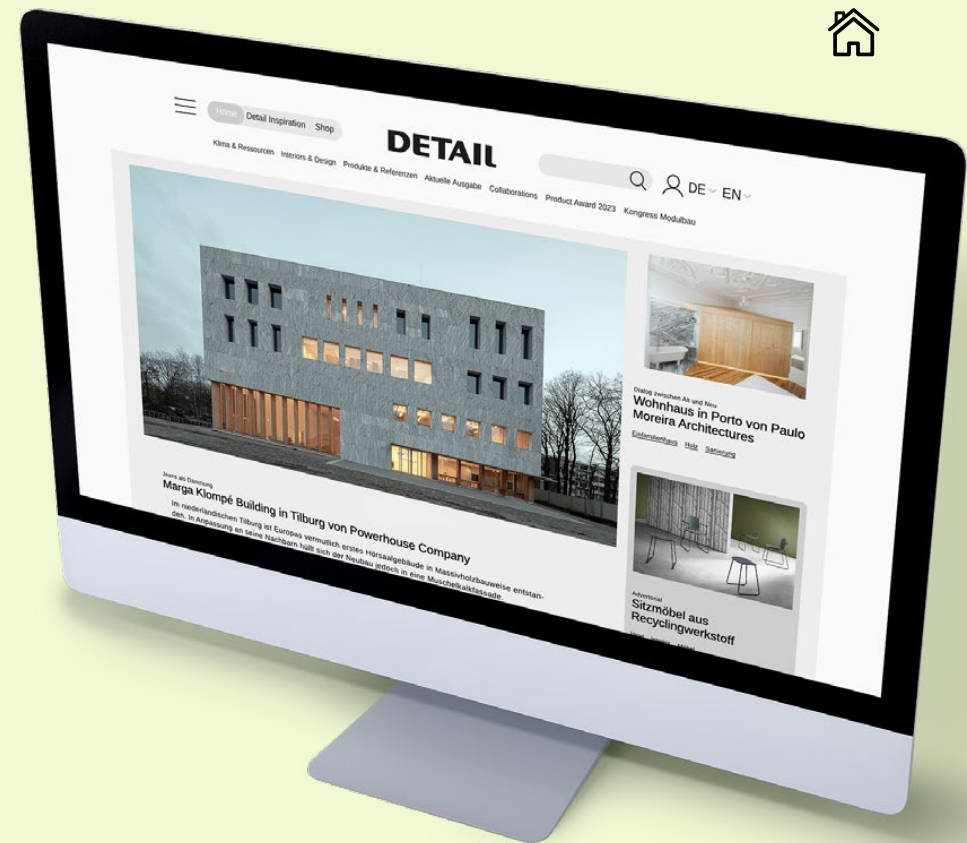 Home Detail Inspiration Shop
DETAIL
DE EN
Klima & Ressourcen Interiors & Design Produkte & Referenzen Aktuelle Ausgabe Collaborations Product Award 2023 Kongress Modulbau
Jeans als Dämmung
Marga Klompé Building in Tilburg von Powerhouse Company
Im niederländischen Tilburg ist Europas vermutlich erstes Hörsaalgebäude in Massivholzbauweise entstan-
den. In Anpassung an seine Nachbarn hüllt sich der Neubau jedoch in eine Muschelkalkfassade.
Dialog zwischen Alt und Neu
Wohnhaus in Porto von Paulo
Moreira Architectures
Einfamilienhaus Holz Sanierung
Advertorial
Sitzmöbel aus
Recyclingwerkstoff